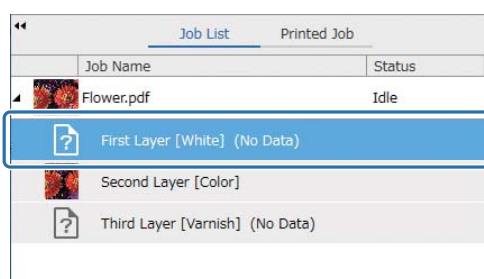 Job List Printed Job
Job Name Status
Flower.pdf Idle
? First Layer [White] (No Data)
Second Layer [Color]
? Third Layer [Varnish] (No Data)